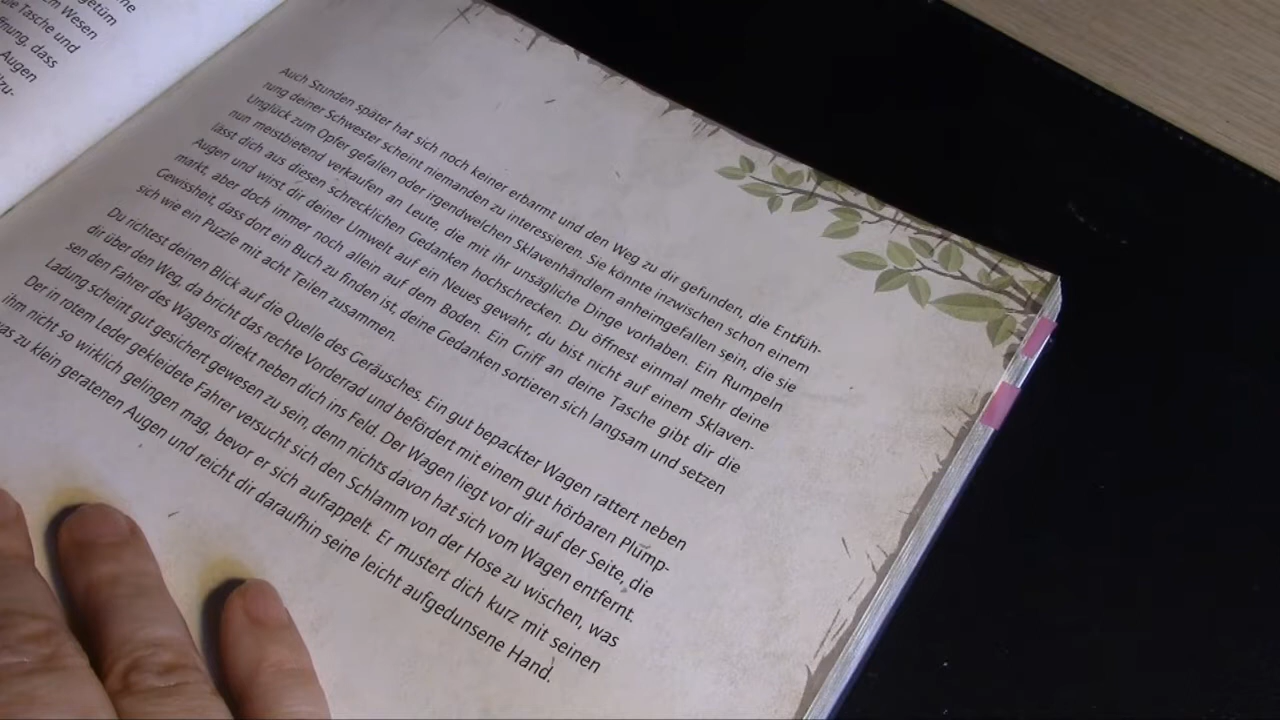 getüm
m Wesen
die Tasche und
ffnung, dass
Augen
tzu-
Auch Stunden später hat sich noch keiner erbarmt und den Weg zu dir gefunden, die Entfüh-
rung deiner Schwester scheint niemanden zu interessieren. Sie könnte inzwischen schon einem
Unglück zum Opfer gefallen oder irgendwelchen Sklavenhändlern anheimgefallen sein, die sie
nun meistbietend verkaufen an Leute, die mit ihr unsägliche Dinge vorhaben. Ein Rumpeln
lässt dich aus diesen Schrecklichen Gedanken hochschrecken. Du öffnest einmal mehr deine
Augen und wirst dir deiner Umwelt auf ein Neues gewahr, du bist nicht auf einem Sklaven-
markt, aber doch immer noch allein auf dem Boden. Ein Griff an deine Tasche gibt dir die
Gewissheit, dass dort ein Buch zu finden ist, deine Gedanken sortieren sich langsam und setzen
sich wie ein Puzzle mit acht Teilen zusammen.
Du richtest deinen Blick auf die Quelle des Geräusches. Ein gut bepackter Wagen rattert neben
dir über den Weg, da bricht das rechte Vorderrad und befördert mit einem gut hörbaren Plump-
sen den Fahrer des Wagens direkt neben dich ins Feld. Der Wagen liegt vor dir auf der Seite, die
Ladung scheint gut gesichert gewesen zu sein, denn nichts davon hat sich vom Wagen entfernt.
Der in rotem Leder gekleidete Fahrer versucht sich den Schlamm von der Hose zu wischen, was
ihm nicht so wirklich gelingen mag, bevor er sich aufrappelt. Er mustert dich kurz mit seinen
was zu klein geratenen Augen und reicht dir daraufhin seine leicht aufgedunsene Hand.